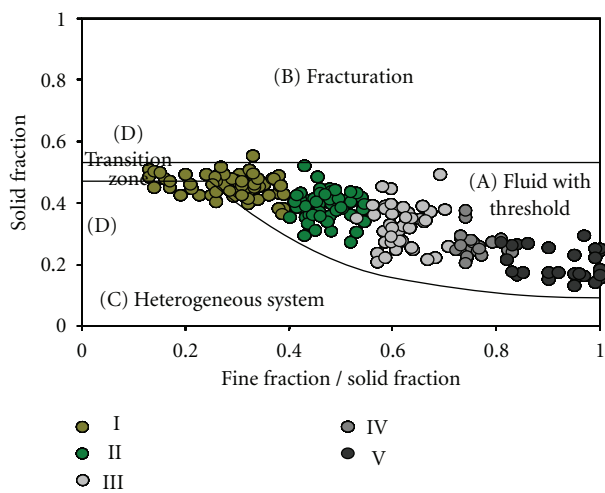 1
0.8
0.6
0.4
0.2
0
Solid fraction
(B) Fracturation
(D)
Transition
zone
(A) Fluid with
threshold
(D)
(C) Heterogeneous system
0
0.2
0.4
0.6
0.8
1
Fine fraction / solid fraction
I
II
III
IV
V